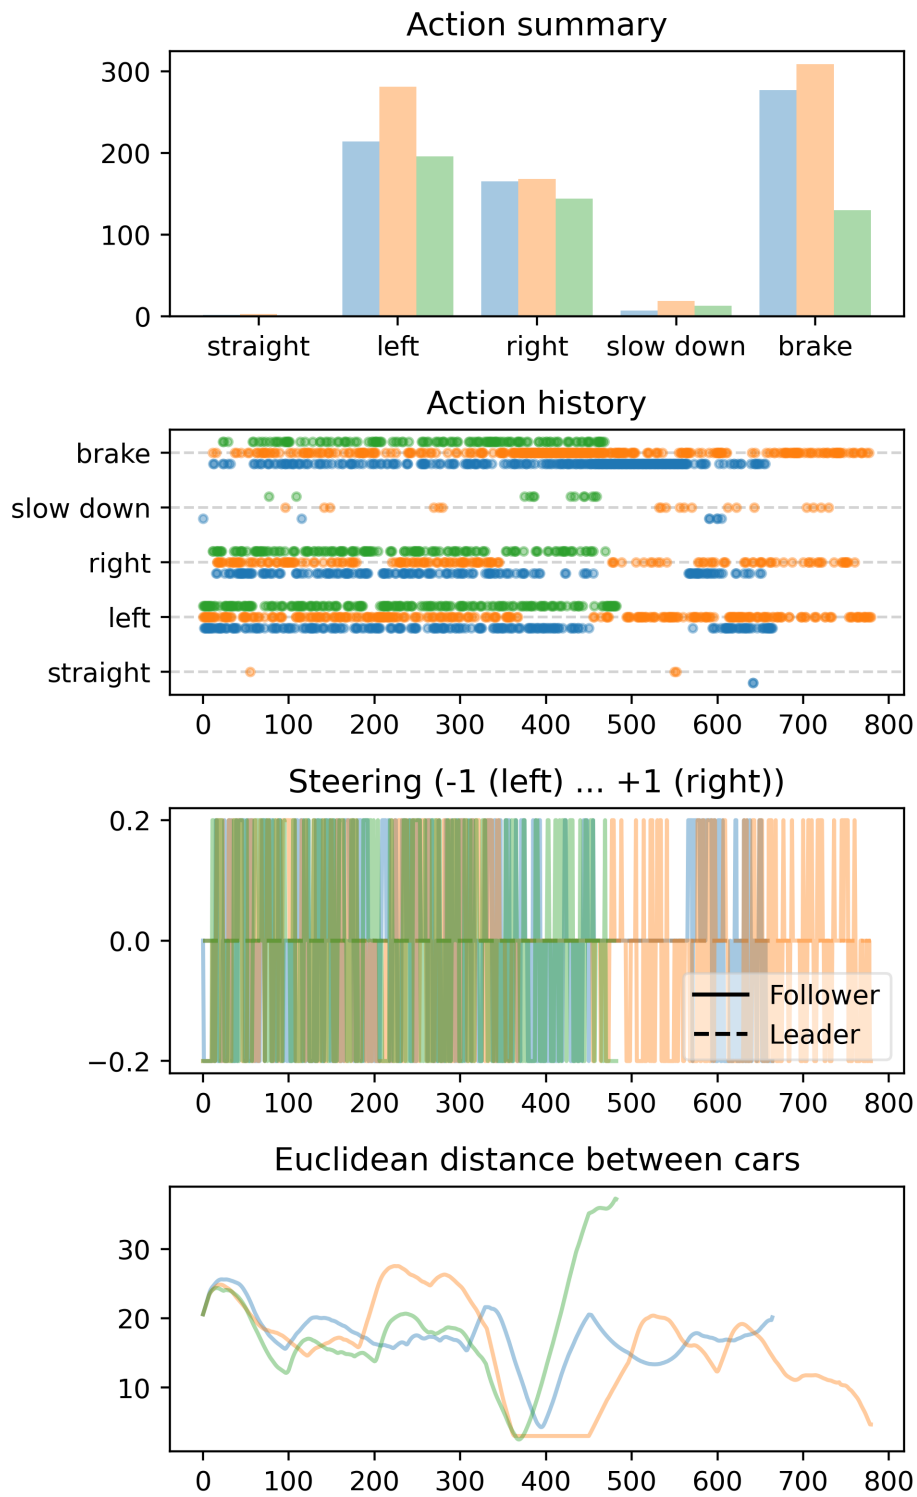 Action summary
300
200
100
0
straight left right slow down brake
Action history
brake
slow down
right
left
straight
0 100 200 300 400 500 600 700 800
Steering (-1 (left) ... +1 (right))
0.2
0.0
−0.2
Follower
Leader
0 100 200 300 400 500 600 700 800
Euclidean distance between cars
30
20
10
0 100 200 300 400 500 600 700 800